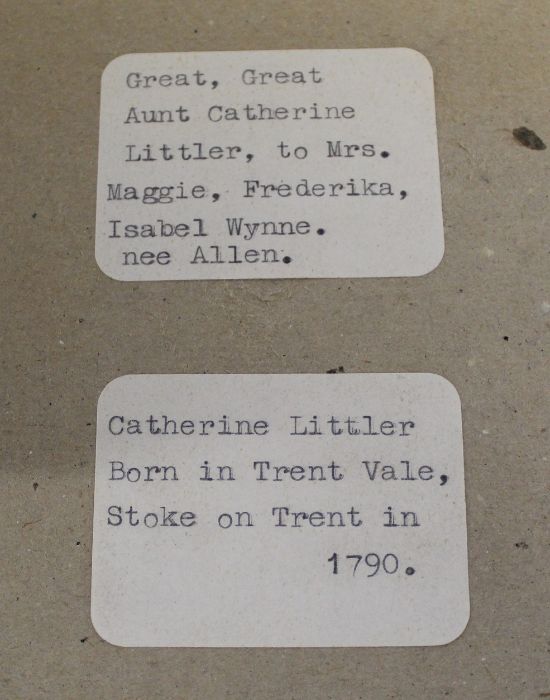 Great, Great
Aunt Catherine
Littler, to Mrs.
Maggie, Frederika,
Isabel Wynne.
nee Allen.
Catherine Littler
Born in Trent Vale,
Stoke on Trent in
1790.